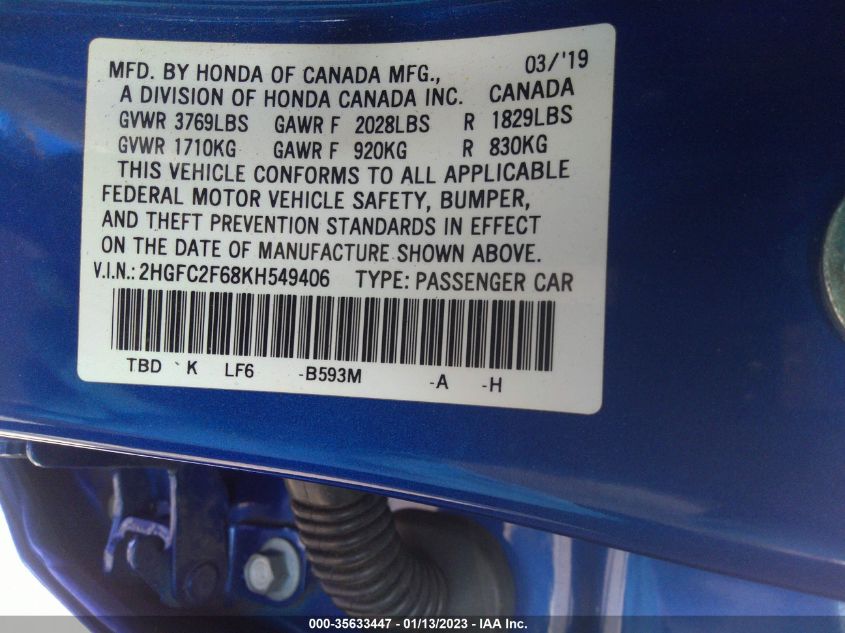 MFD. BY HONDA OF CANADA MFG., 03/'19
A DIVISION OF HONDA CANADA INC. CANADA
GVWR 3769LBS GAWR F 2028LBS R 1829LBS
GVWR 1710KG GAWR F 920KG R 830KG
THIS VEHICLE CONFORMS TO ALL APPLICABLE
FEDERAL MOTOR VEHICLE SAFETY, BUMPER,
AND THEFT PREVENTION STANDARDS IN EFFECT
ON THE DATE OF MANUFACTURE SHOWN ABOVE.
V.I.N.: 2HGFC2F68KH549406 TYPE: PASSENGER CAR
TBD K LF6 -B593M -A -H
000-35633447 - 01/13/2023 - IAA Inc.